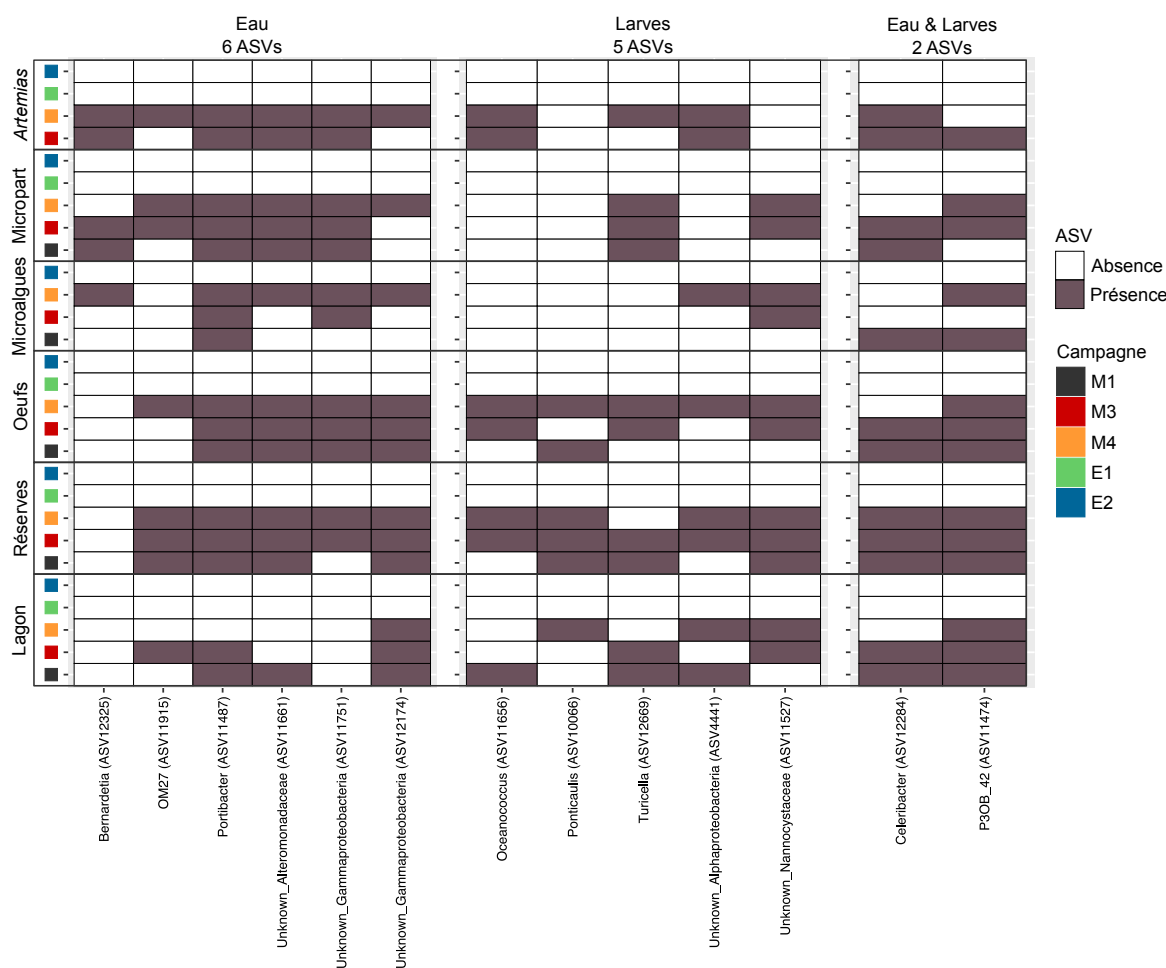 Eau
6 ASVs
Larves
5 ASVs
Eau & Larves
2 ASVs
Artemias
Micropart
Microalgues
Oeufs
Réserves
Lagon
ASV
Absence
Présence
Campagne
M1
M3
M4
E1
E2
Bernardetia (ASV12325)
OM27 (ASV11915)
Portibacter (ASV11487)
Unknown_Alteromonadaceae (ASV11661)
Unknown_Gammaproteobacteria (ASV11751)
Unknown_Gammaproteobacteria (ASV12174)
Oceanococcus (ASV11656)
Ponticaulis (ASV10066)
Turicella (ASV12669)
Unknown_Alphaproteobacteria (ASV4441)
Unknown_Nannocystaceae (ASV11527)
Celeribacter (ASV12284)
P3OB_42 (ASV11474)